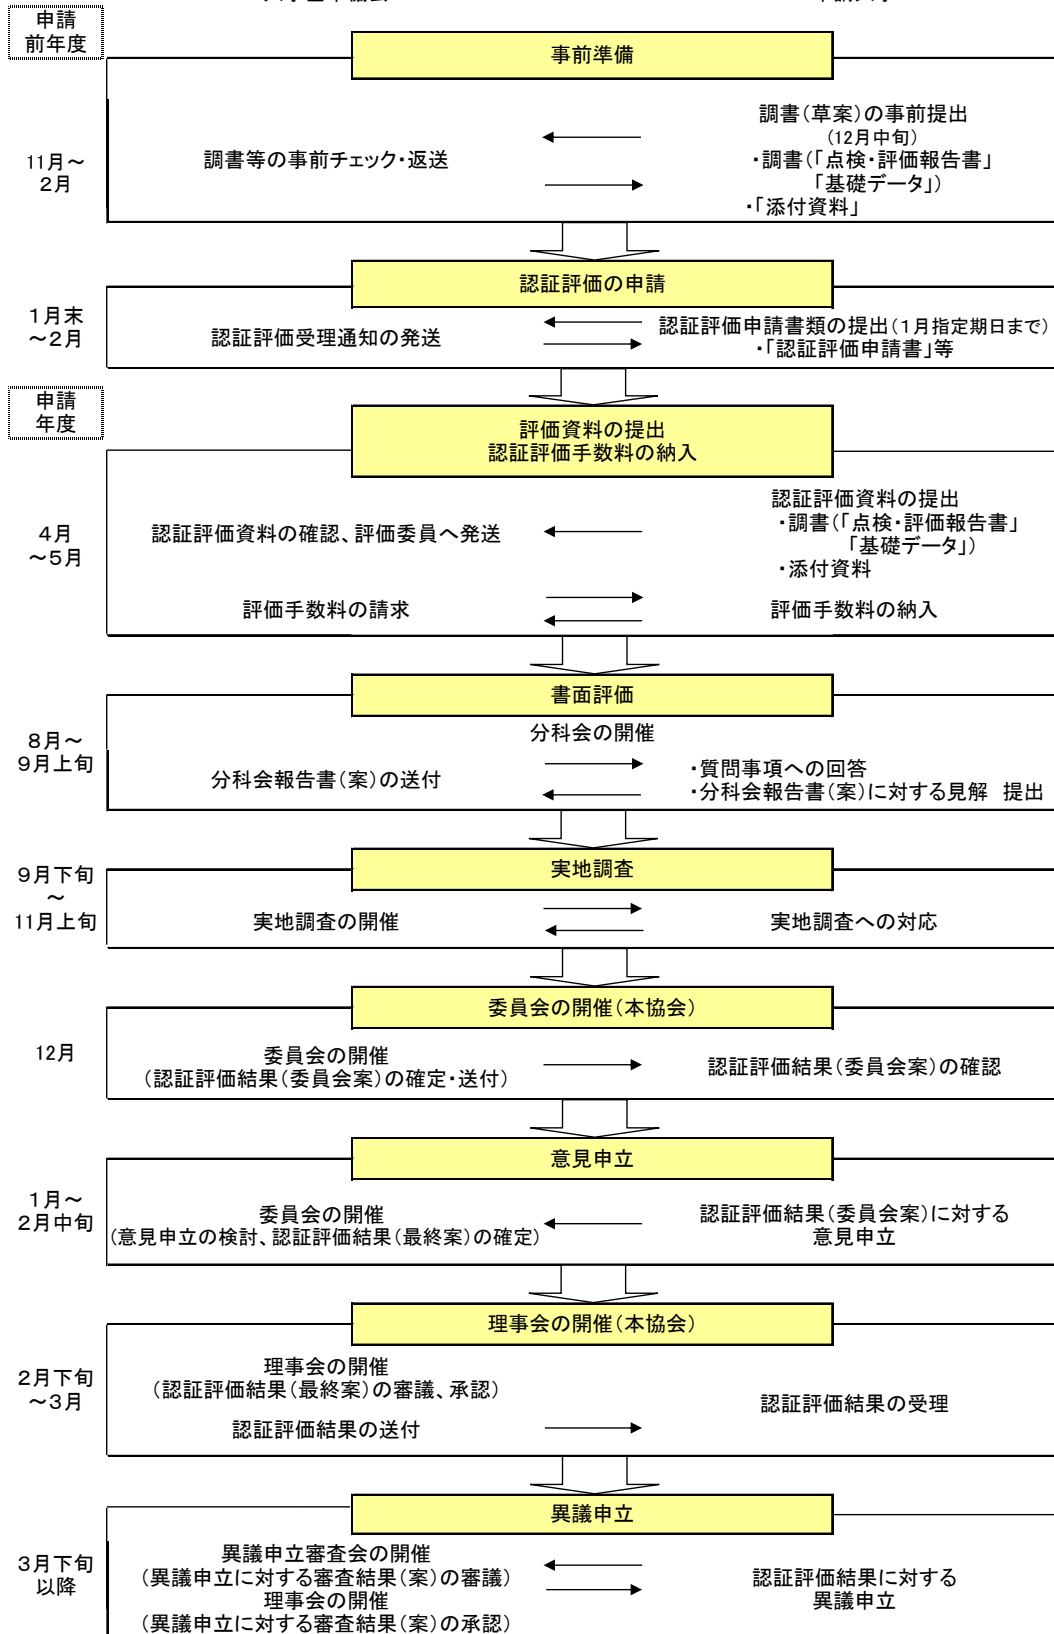 申請
前年度
事前準備
11月～
2月
調書等の事前チェック・返送
調書(草案)の事前提出
(12月中旬)
・調書(「点検・評価報告書」
「基礎データ」)
・「添付資料」
認証評価の申請
1月末
～2月
認証評価受理通知の発送
認証評価申請書類の提出(1月指定期日まで)
・「認証評価申請書」等
申請
年度
評価資料の提出
認証評価手数料の納入
4月
～5月
認証評価資料の確認、評価委員へ発送
認証評価資料の提出
・調書(「点検・評価報告書」
「基礎データ」)
・添付資料
評価手数料の請求
評価手数料の納入
書面評価
8月～
9月上旬
分科会の開催
分科会報告書(案)の送付
・質問事項への回答
・分科会報告書(案)に対する見解　提出
実地調査
9月下旬
～
11月上旬
実地調査の開催
実地調査への対応
委員会の開催(本協会)
12月
委員会の開催
(認証評価結果(委員会案)の確定・送付)
認証評価結果(委員会案)の確認
意見申立
1月～
2月中旬
委員会の開催
(意見申立の検討、認証評価結果(最終案)の確定)
認証評価結果(委員会案)に対する
意見申立
理事会の開催(本協会)
2月下旬
～3月
理事会の開催
(認証評価結果(最終案)の審議、承認)
認証評価結果の送付
認証評価結果の受理
異議申立
3月下旬
以降
異議申立審査会の開催
(異議申立に対する審査結果(案)の審議)
理事会の開催
(異議申立に対する審査結果(案)の承認)
認証評価結果に対する
異議申立